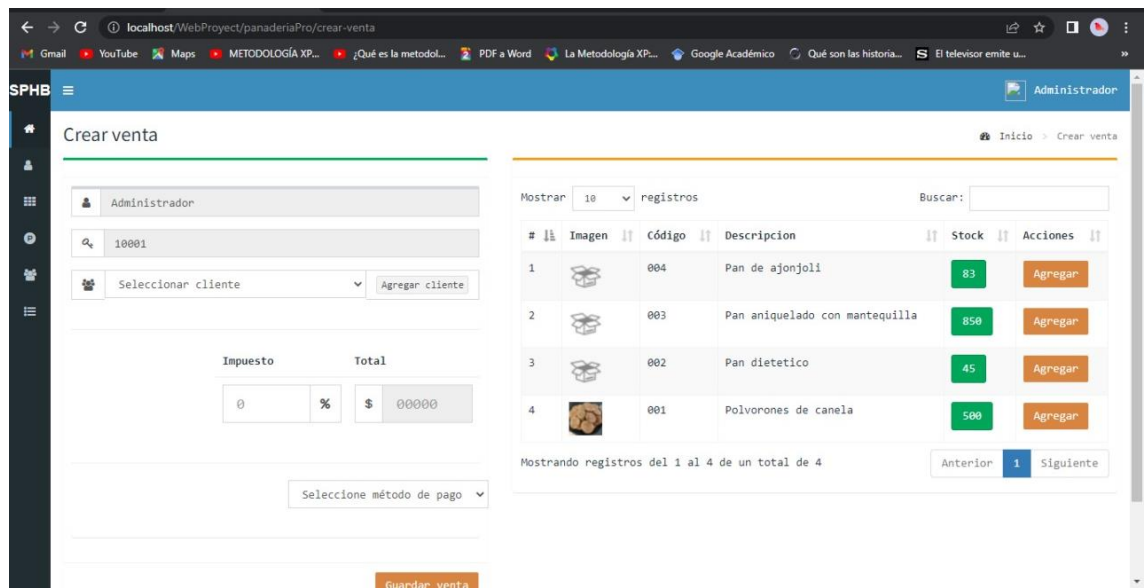 localhost/WebProyect/panaderiaPro/crear-venta
Gmail YouTube Maps METODOLOGÍA XP... ¿Qué es la metodol... PDF a Word La Metodología XP:... Google Académico Qué son las historia... El televisor emite u... »
SPHB Administrador
Crear venta
Inicio > Crear venta
Administrador
10001
Seleccionar cliente Agregar cliente
Impuesto Total
0 % $ 00000
Seleccione método de pago
Guardar venta
Mostrar 10 registros Buscar:
# Imagen Código Descripcion Stock Acciones
1 004 Pan de ajonjoli 83 Agregar
2 003 Pan aniquelado con mantequilla 850 Agregar
3 002 Pan dietetico 45 Agregar
4 001 Polvorones de canela 500 Agregar
Mostrando registros del 1 al 4 de un total de 4 Anterior 1 Siguiente